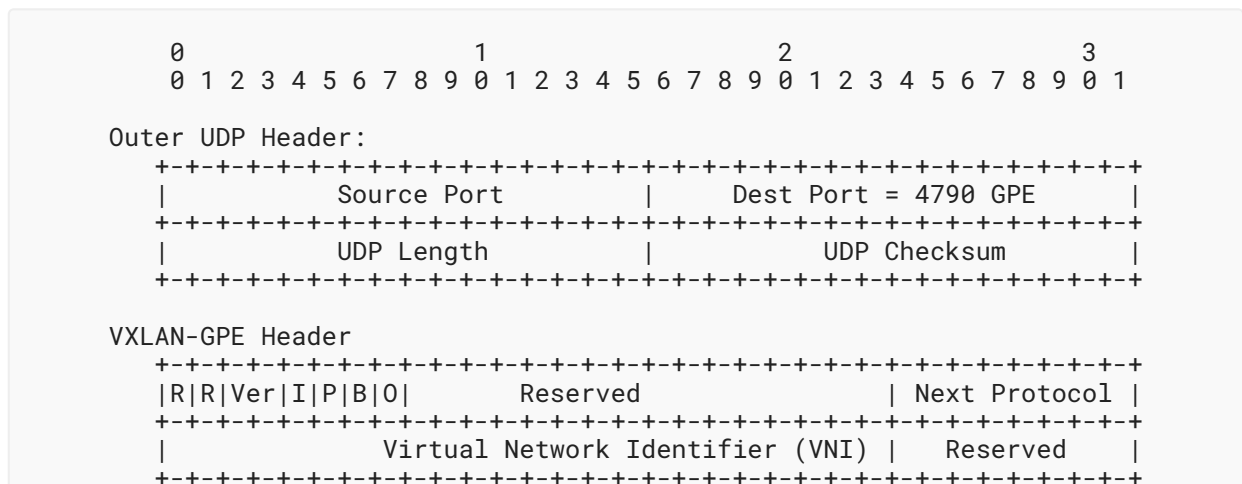 0                   1                   2                   3
    0 1 2 3 4 5 6 7 8 9 0 1 2 3 4 5 6 7 8 9 0 1 2 3 4 5 6 7 8 9 0 1

Outer UDP Header:
   +-+-+-+-+-+-+-+-+-+-+-+-+-+-+-+-+-+-+-+-+-+-+-+-+-+-+-+-+-+-+-+-+
   |           Source Port         |     Dest Port = 4790 GPE      |
   +-+-+-+-+-+-+-+-+-+-+-+-+-+-+-+-+-+-+-+-+-+-+-+-+-+-+-+-+-+-+-+-+
   |           UDP Length          |           UDP Checksum        |
   +-+-+-+-+-+-+-+-+-+-+-+-+-+-+-+-+-+-+-+-+-+-+-+-+-+-+-+-+-+-+-+-+

VXLAN-GPE Header
   +-+-+-+-+-+-+-+-+-+-+-+-+-+-+-+-+-+-+-+-+-+-+-+-+-+-+-+-+-+-+-+-+
   |R|R|Ver|I|P|B|O|       Reserved                | Next Protocol |
   +-+-+-+-+-+-+-+-+-+-+-+-+-+-+-+-+-+-+-+-+-+-+-+-+-+-+-+-+-+-+-+-+
   |              Virtual Network Identifier (VNI) |   Reserved    |
   +-+-+-+-+-+-+-+-+-+-+-+-+-+-+-+-+-+-+-+-+-+-+-+-+-+-+-+-+-+-+-+-+